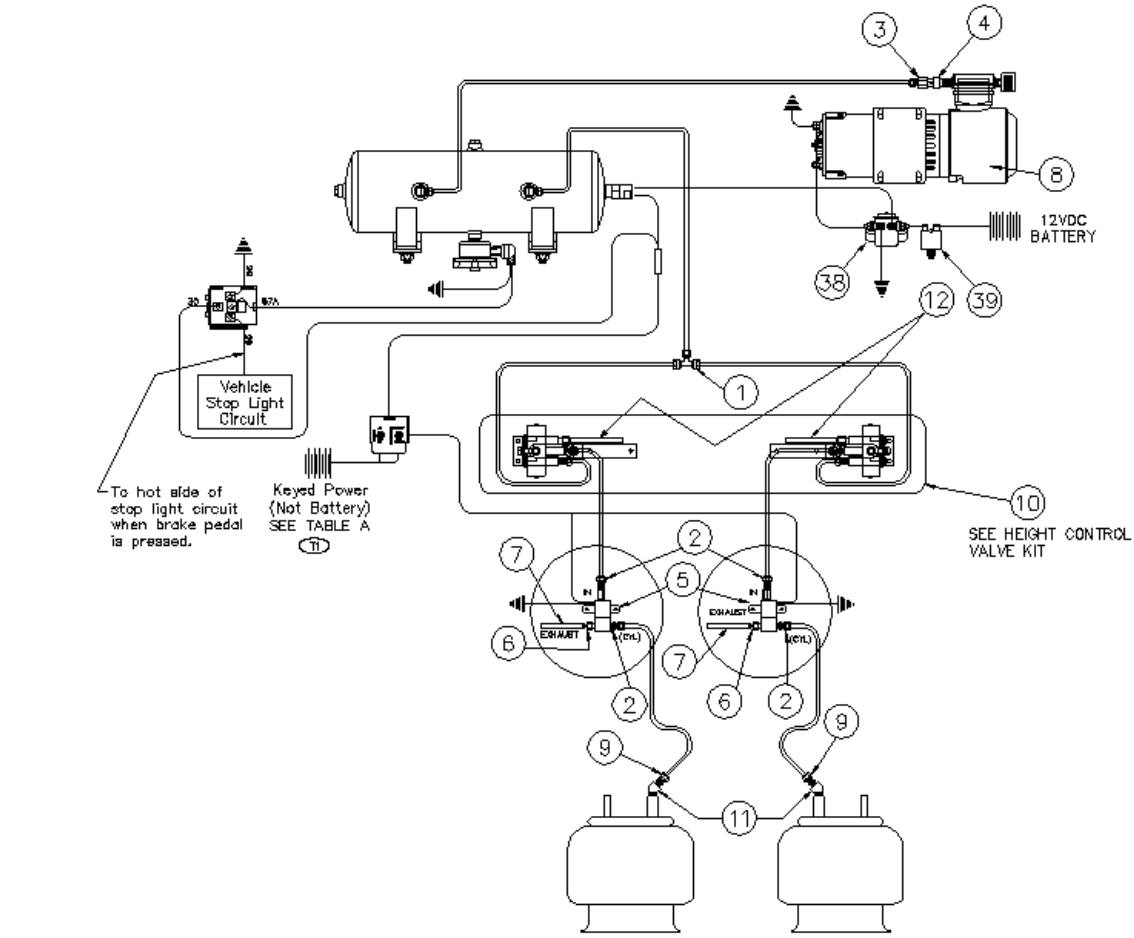 3
4
8
12VDC
BATTERY
38
39
12
86
30
87A
85
1
Vehicle
Stop Light
Circuit
To hot side of
stop light circuit
when brake pedal
is pressed.
Keyed Power
(Not Battery)
SEE TABLE A
T1
10
SEE HEIGHT CONTROL
VALVE KIT
2
7
5
IN
IN
EXHAUST
EXHAUST
(CYL)
(CYL)
6
7
2
6
2
9
9
11